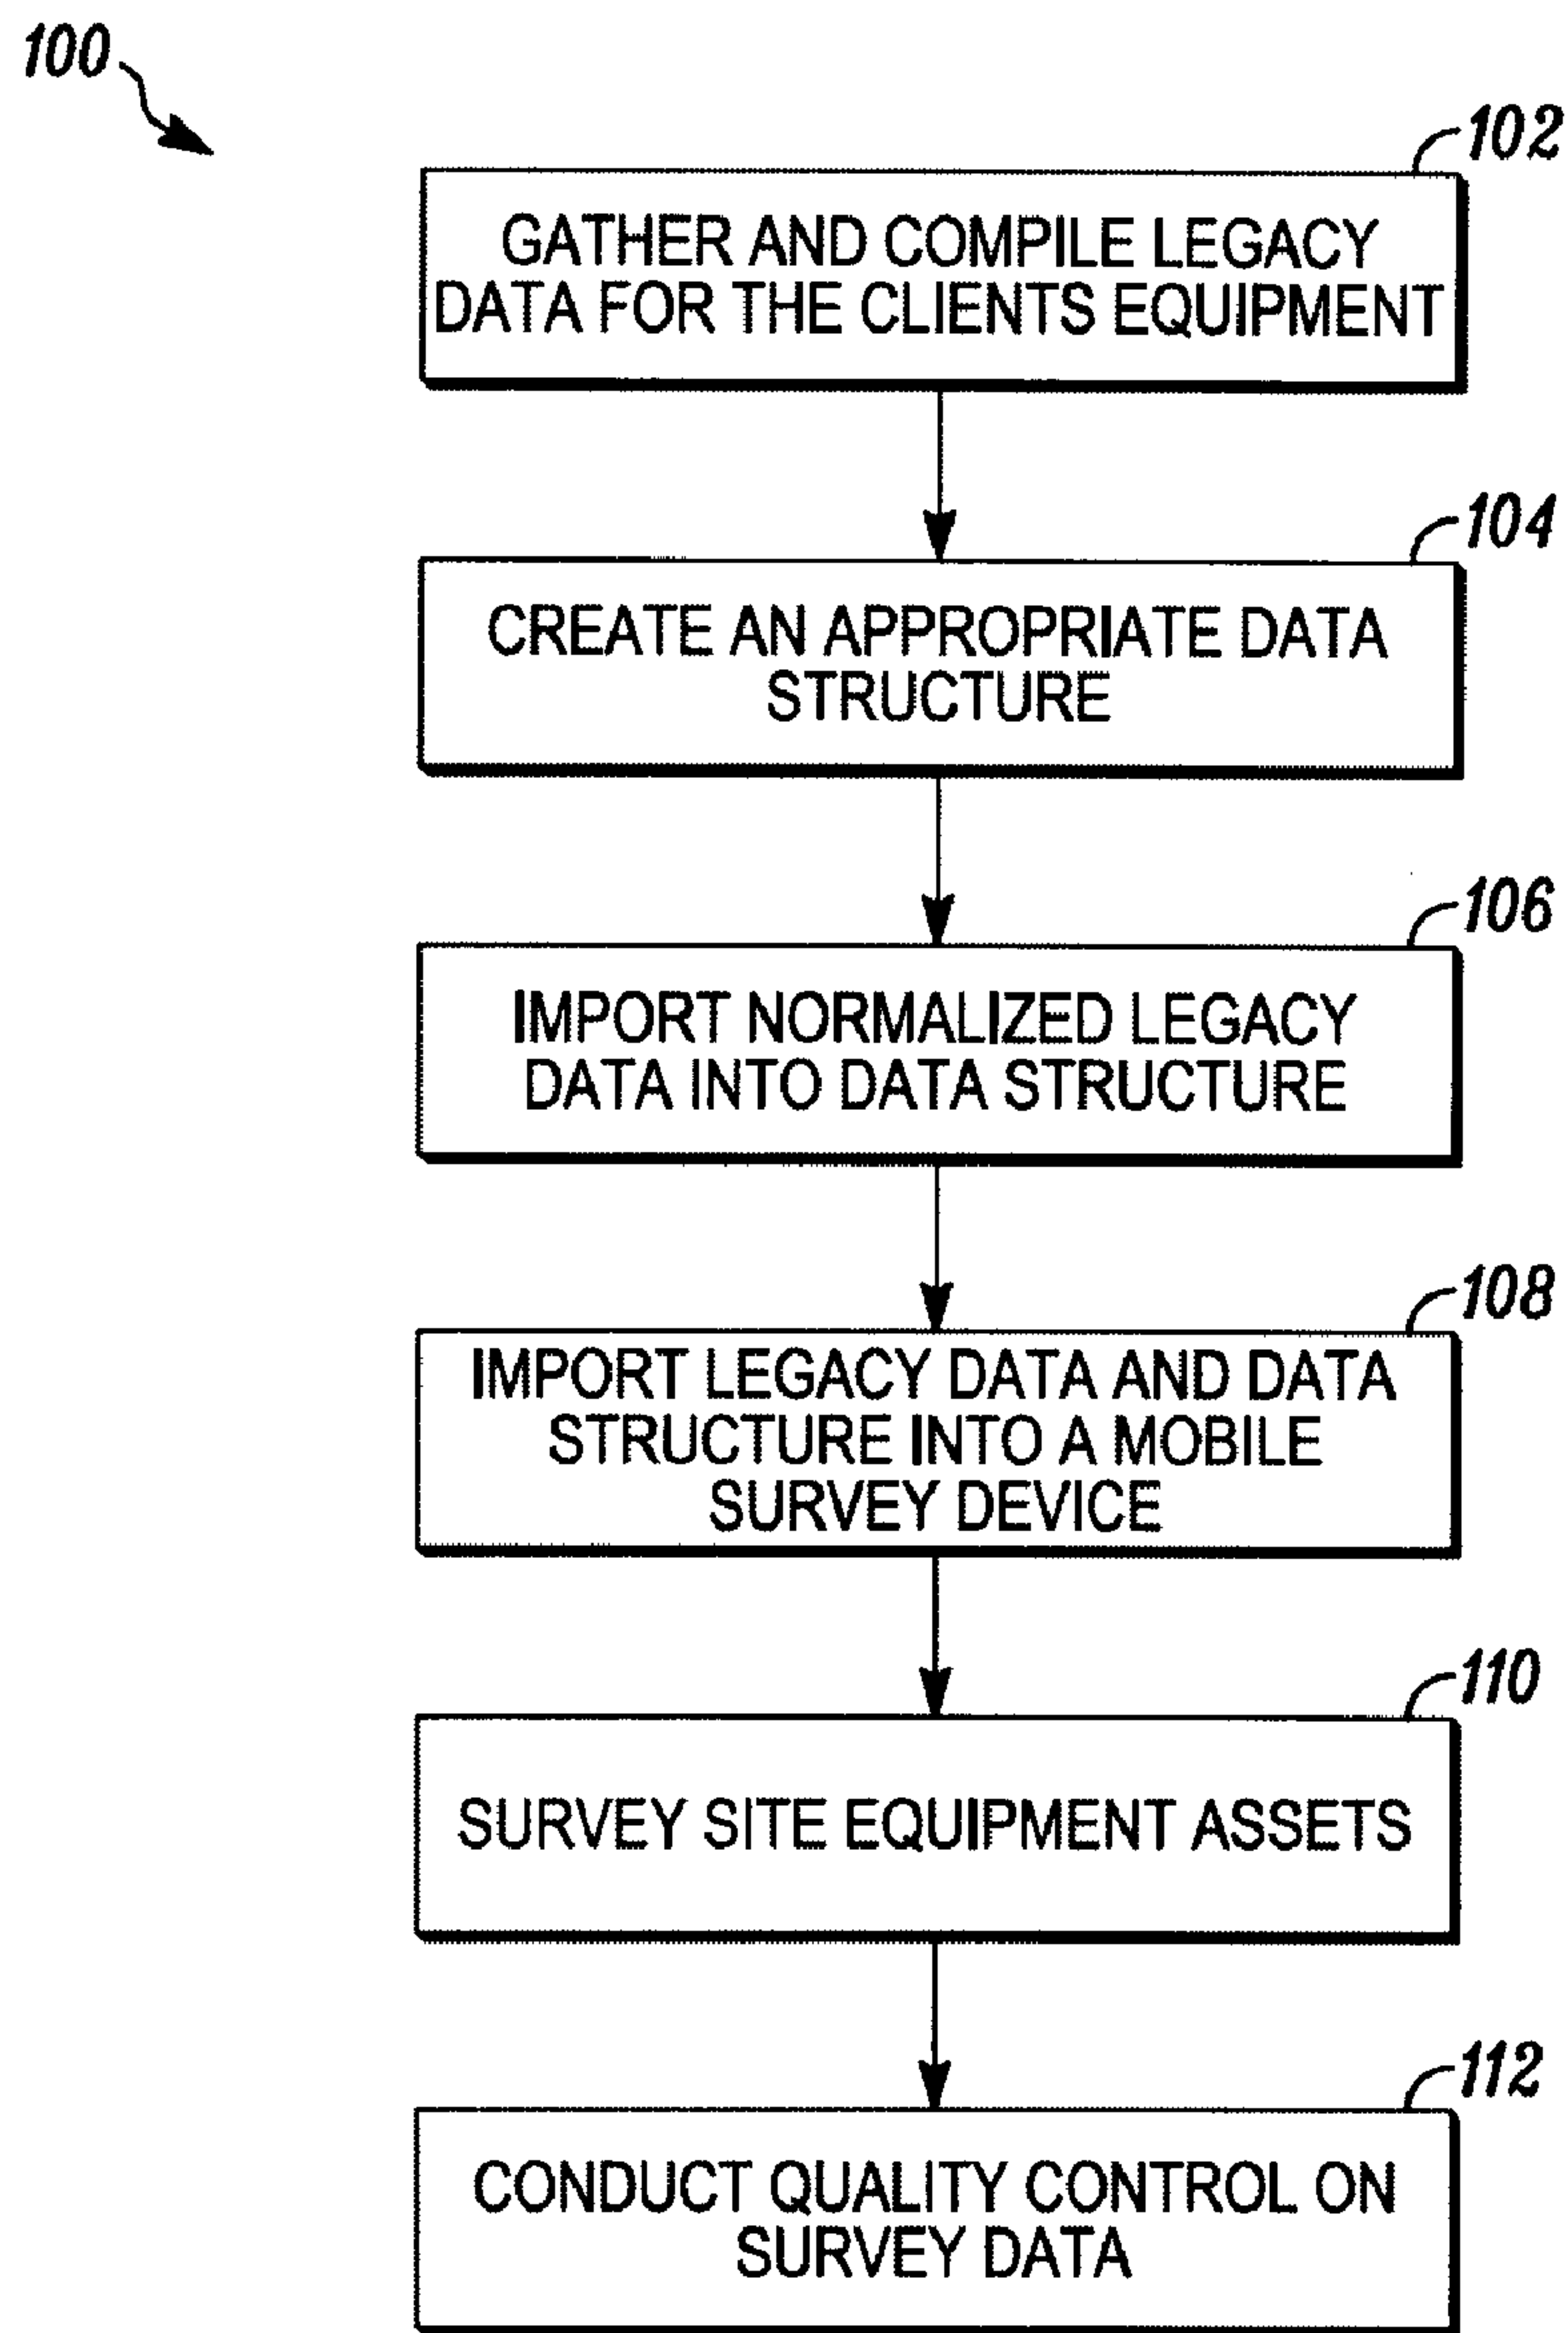 100
102
GATHER AND COMPILE LEGACY
DATA FOR THE CLIENTS EQUIPMENT
104
CREATE AN APPROPRIATE DATA
STRUCTURE
106
IMPORT NORMALIZED LEGACY
DATA INTO DATA STRUCTURE
108
IMPORT LEGACY DATA AND DATA
STRUCTURE INTO A MOBILE
SURVEY DEVICE
110
SURVEY SITE EQUIPMENT ASSETS
112
CONDUCT QUALITY CONTROL ON
SURVEY DATA